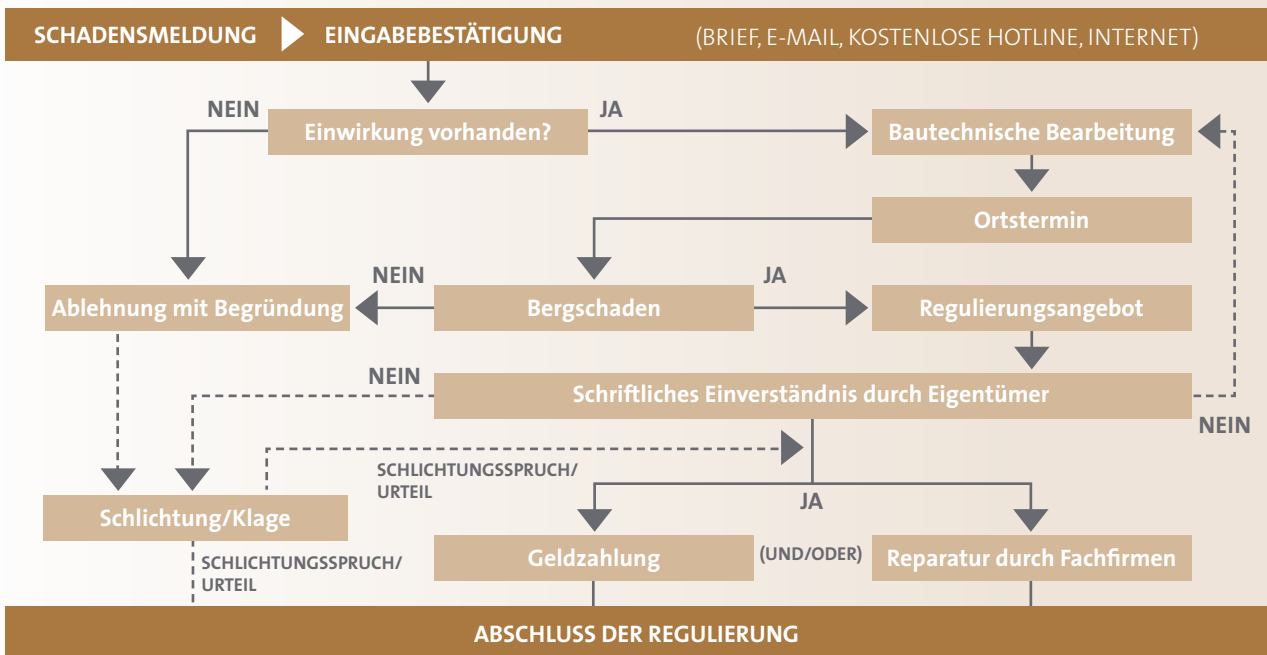 SCHADENSMELDUNG EINGABEBESTÄTIGUNG (BRIEF, E-MAIL, KOSTENLOSE HOTLINE, INTERNET)
NEIN
Einwirkung vorhanden?
JA
Bautechnische Bearbeitung
Ortstermin
Ablehnung mit Begründung
NEIN
Bergschaden
JA
Regulierungsangebot
NEIN
Schriftliches Einverständnis durch Eigentümer
NEIN
SCHLICHTUNGSSPRUCH/
URTEIL
Schlichtung/Klage
JA
SCHLICHTUNGSSPRUCH/
URTEIL
Geldzahlung
(UND/ODER)
Reparatur durch Fachfirmen
ABSCHLUSS DER REGULIERUNG